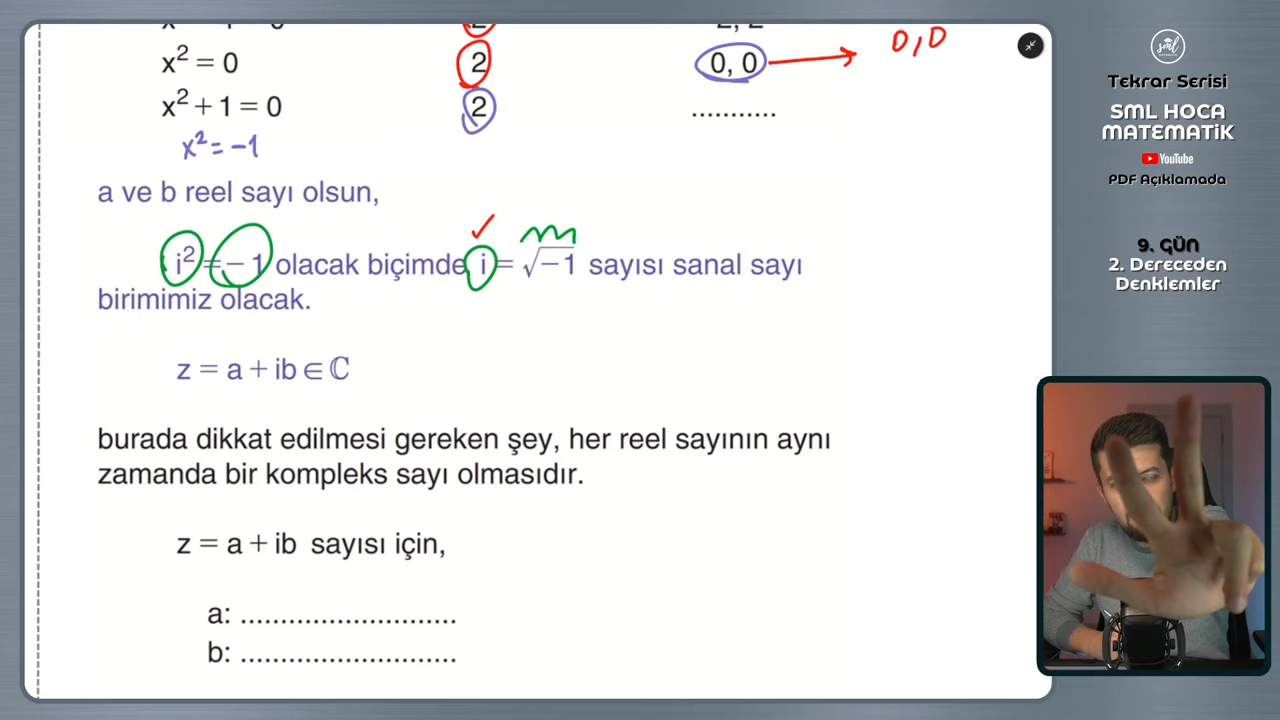 0, 0
x² = 0 2 0, 0
x² + 1 = 0 2 ...........
x² = -1
a ve b reel sayı olsun,
i² = -1 olacak biçimde i = √-1 sayısı sanal sayı
birimimiz olacak.
z = a + ib ∈ ℂ
burada dikkat edilmesi gereken şey, her reel sayının aynı
zamanda bir kompleks sayı olmasıdır.
z = a + ib sayısı için,
a: ...........................
b: ...........................
sml
Tekrar Serisi
SML HOCA
MATEMATİK
YouTube
PDF Açıklamada
9. GÜN
2. Dereceden
Denklemler